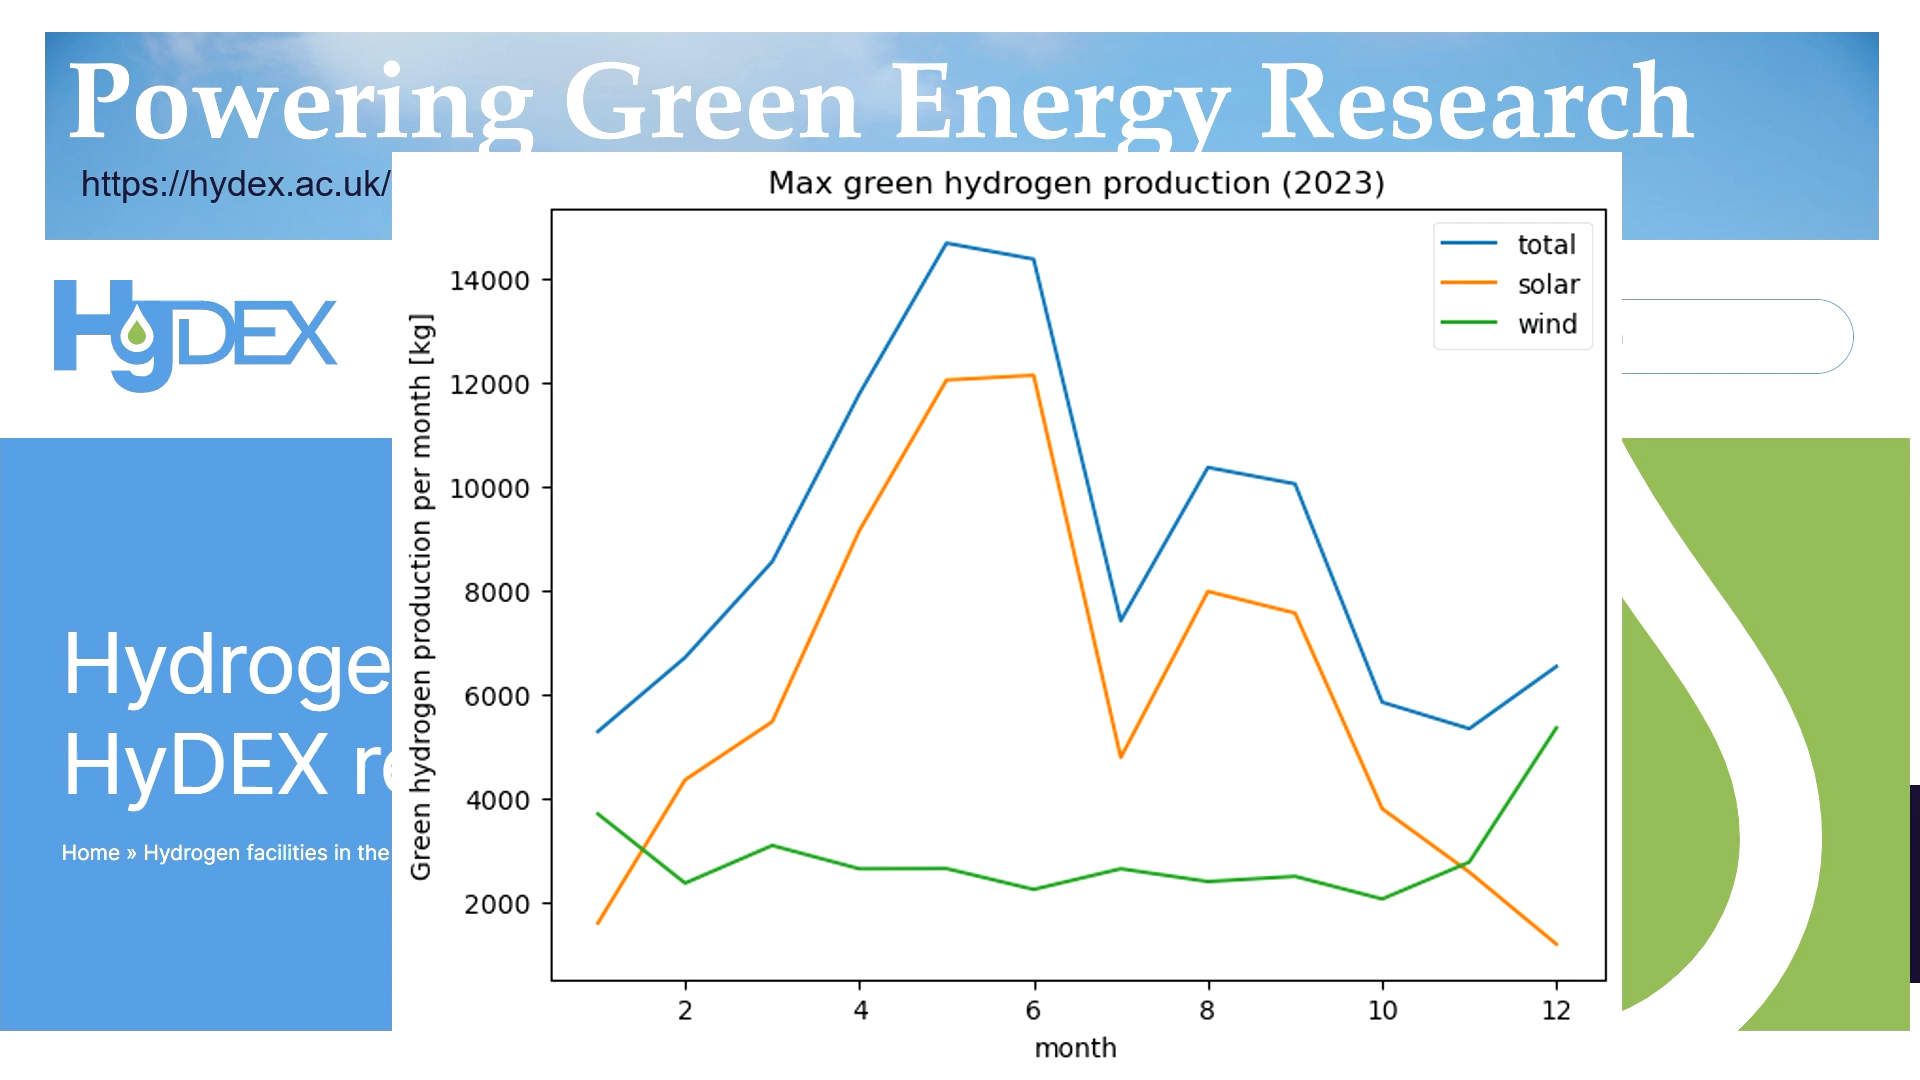 Powering Green Energy Research
https://hydex.ac.uk/
Max green hydrogen production (2023)
total
solar
wind
HyDEX
Green hydrogen production per month [kg]
14000
12000
10000
8000
6000
4000
2000
2
4
6
8
10
12
month
Hydroge
HyDEX re
Home » Hydrogen facilities in the